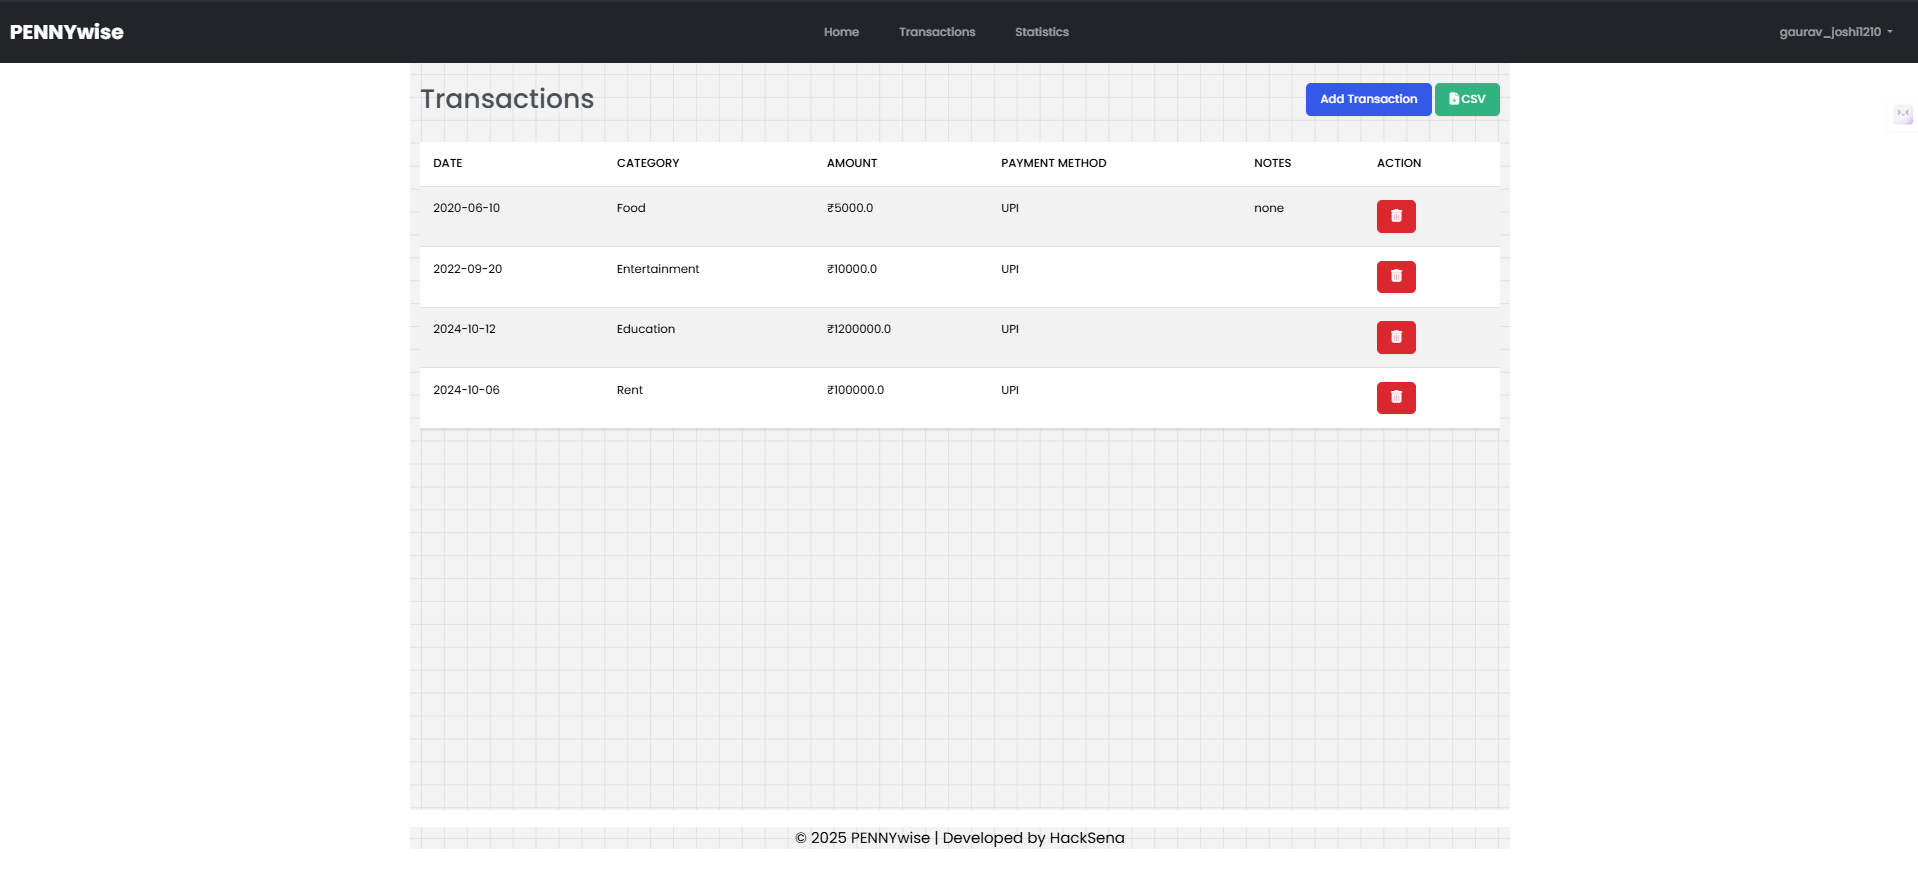 PENNYwise Home Transactions Statistics gaurav_joshi1210
Transactions Add Transaction CSV
DATE CATEGORY AMOUNT PAYMENT METHOD NOTES ACTION
2020-06-10 Food ₹5000.0 UPI none
2022-09-20 Entertainment ₹10000.0 UPI
2024-10-12 Education ₹1200000.0 UPI
2024-10-06 Rent ₹100000.0 UPI
© 2025 PENNYwise | Developed by HackSena